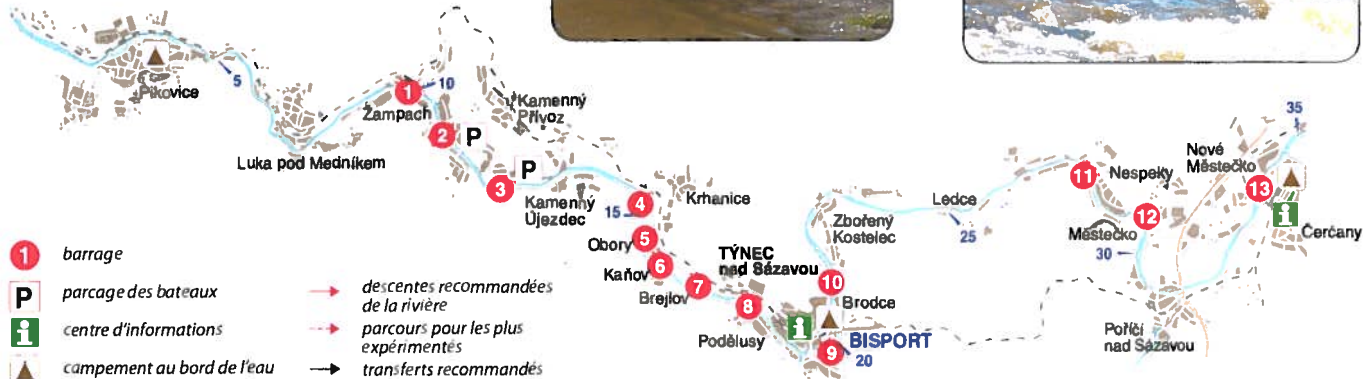 Pikovice
5
Luka pod Medníkem
Žampach
1
10
2
P
Kamenný
Přívoz
3
P
Kamenný
Újezdec
4
15
Krhanice
Obory
5
Kaňov
6
Brejlov
7
TÝNEC
nad Sázavou
8
Podělusy
i
9
BISPORT
20
10
Brodce
Zbořený
Kostelec
Ledce
25
11
Nespeky
12
Městečko
30
Poříčí
nad Sázavou
Nové
Městečko
13
35
i
Čerčany
1 barrage
P parcage des bateaux
i centre d'informations
campement au bord de l'eau
descentes recommandées
de la rivière
parcours pour les plus
expérimentés
transferts recommandés